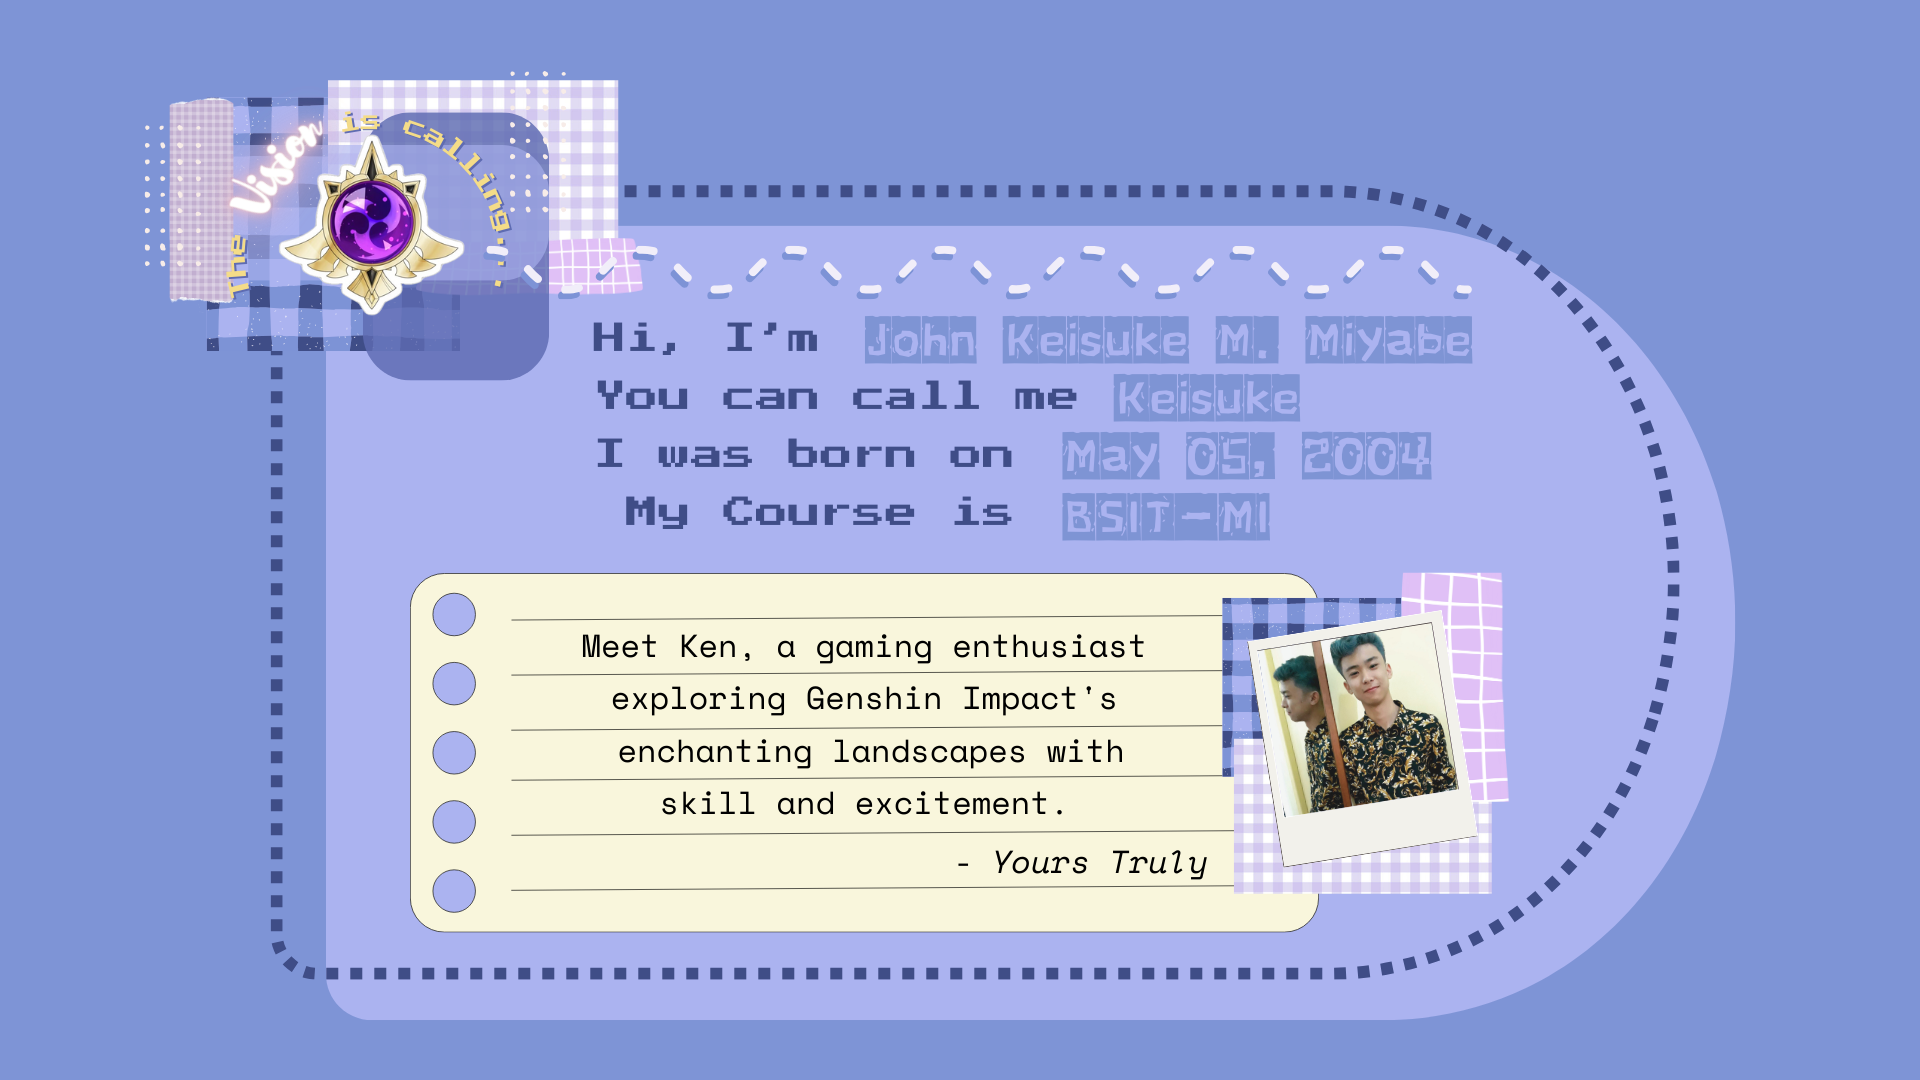 The Vision is calling...
Hi, I'm John Keisuke M. Miyabe
You can call me Keisuke
I was born on May 05, 2004
My Course is BSIT-MI
Meet Ken, a gaming enthusiast
exploring Genshin Impact's
enchanting landscapes with
skill and excitement.
- Yours Truly